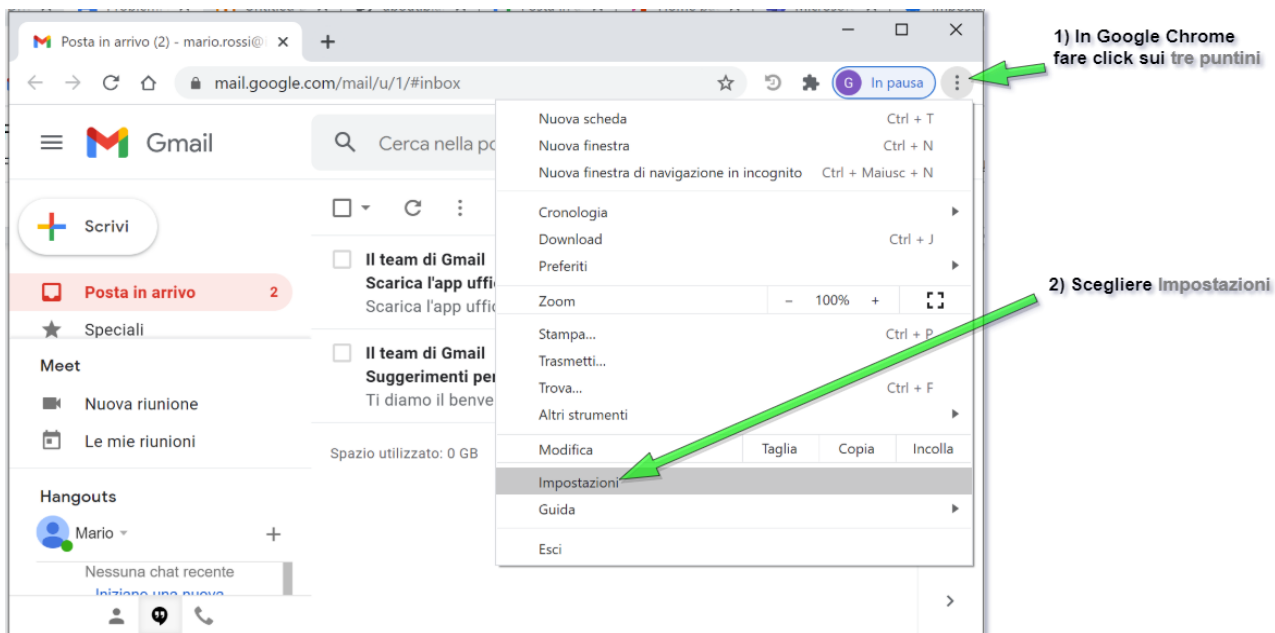 Posta in arrivo (2) - mario.rossi@
1) In Google Chrome
fare click sui tre puntini
mail.google.com/mail/u/1/#inbox
G In pausa
Gmail
Cerca nella po
Nuova scheda Ctrl + T
Nuova finestra Ctrl + N
Nuova finestra di navigazione in incognito Ctrl + Maiusc + N
Scrivi
Cronologia
Download Ctrl + J
Preferiti
Il team di Gmail
Scarica l'app uffi
Scarica l'app uffic
Posta in arrivo 2
Speciali
Zoom - 100% +
2) Scegliere Impostazioni
Stampa... Ctrl + P
Trasmetti...
Trova... Ctrl + F
Altri strumenti
Il team di Gmail
Suggerimenti per
Ti diamo il benve
Meet
Nuova riunione
Le mie riunioni
Spazio utilizzato: 0 GB
Modifica Taglia Copia Incolla
Impostazioni
Guida
Esci
Hangouts
Mario
Nessuna chat recente
Iniziane una nuova